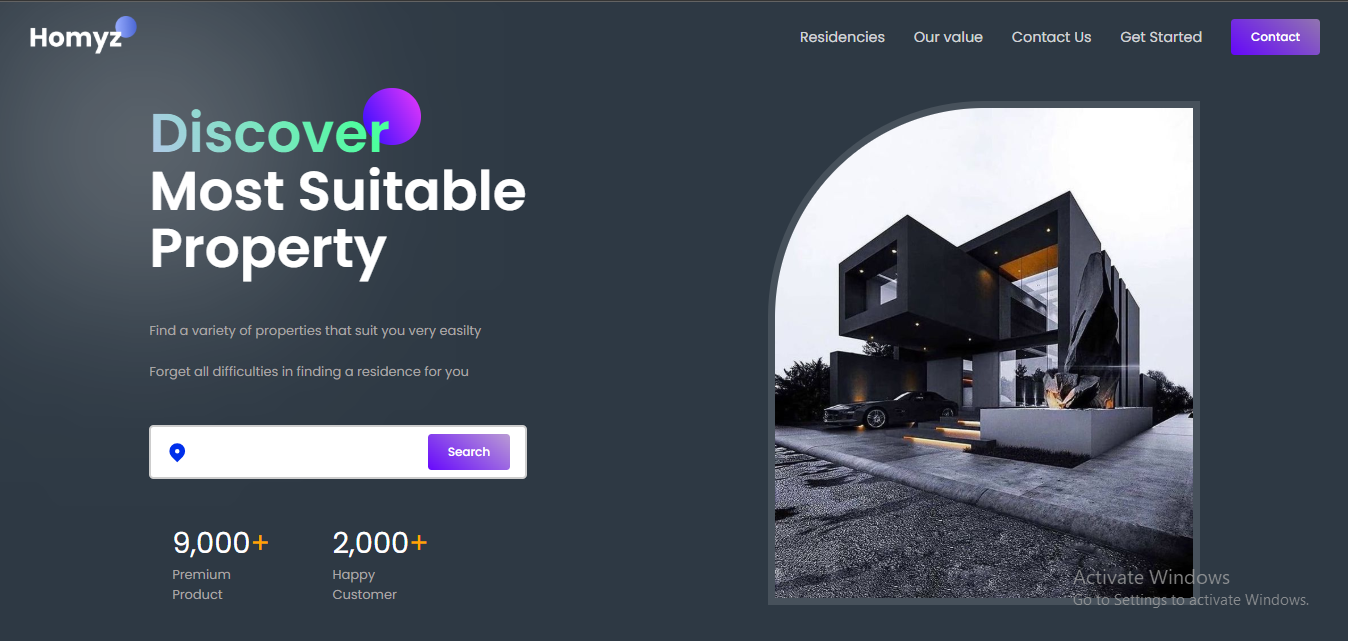 Homyz
Residencies
Our value
Contact Us
Get Started
Contact
Discover
Most Suitable
Property
Find a variety of properties that suit you very easilty
Forget all difficulties in finding a residence for you
Search
9,000+
Premium
Product
2,000+
Happy
Customer
Activate Windows
Go to Settings to activate Windows.